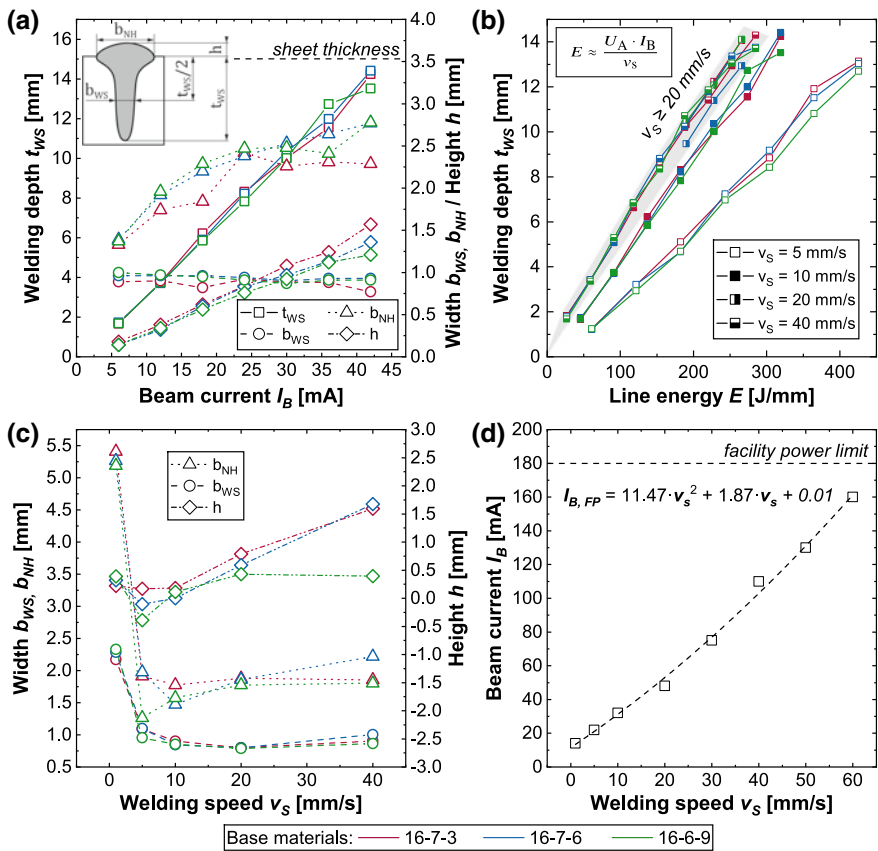 (a)
b_NH
h
t_WS/2
t_WS
b_WS
sheet thickness
16
14
12
10
8
6
4
2
0
Welding depth t_WS [mm]
4.0
3.5
3.0
2.5
2.0
1.5
1.0
0.5
0.0
Width b_WS, b_NH / Height h [mm]
t_WS
b_NH
b_WS
h
0 5 10 15 20 25 30 35 40 45
Beam current I_B [mA]
(b)
E ≈ U_A · I_B / v_S
v_S ≥ 20 mm/s
16
14
12
10
8
6
4
2
0
Welding depth t_WS [mm]
v_S = 5 mm/s
v_S = 10 mm/s
v_S = 20 mm/s
v_S = 40 mm/s
0 100 200 300 400
Line energy E [J/mm]
(c)
5.5
5.0
4.5
4.0
3.5
3.0
2.5
2.0
1.5
1.0
0.5
Width b_WS, b_NH [mm]
b_NH
b_WS
h
3.0
2.5
2.0
1.5
1.0
0.5
0.0
-0.5
-1.0
-1.5
-2.0
-2.5
-3.0
Height h [mm]
0 10 20 30 40
Welding speed v_S [mm/s]
(d)
200
180
160
140
120
100
80
60
40
20
0
Beam current I_B [mA]
facility power limit
I_B, FP = 11.47·v_s² + 1.87·v_s + 0.01
0 10 20 30 40 50 60
Welding speed v_S [mm/s]
Base materials: 16-7-3 16-7-6 16-6-9